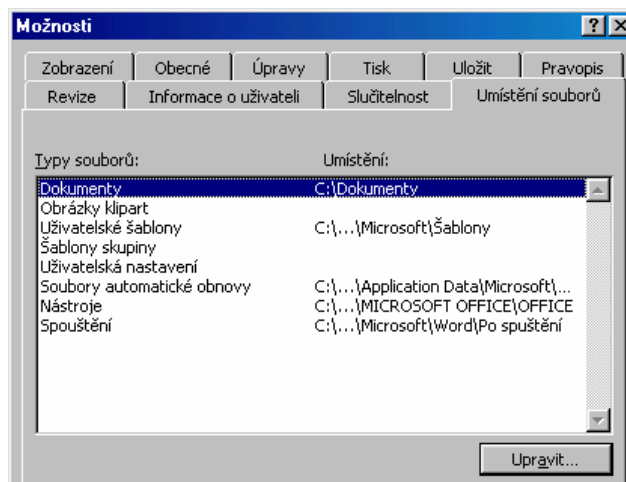 Možnosti
Zobrazení Obecné Úpravy Tisk Uložit Pravopis
Revize Informace o uživateli Slučitelnost Umístění souborů
Typy souborů: Umístění:
Dokumenty C:\Dokumenty
Obrázky klipart
Uživatelské šablony C:\...\Microsoft\Šablony
Šablony skupiny
Uživatelská nastavení
Soubory automatické obnovy C:\...\Application Data\Microsoft\...
Nástroje C:\...\MICROSOFT OFFICE\OFFICE
Spouštění C:\...\Microsoft\Word\Po spuštění
Upravit...